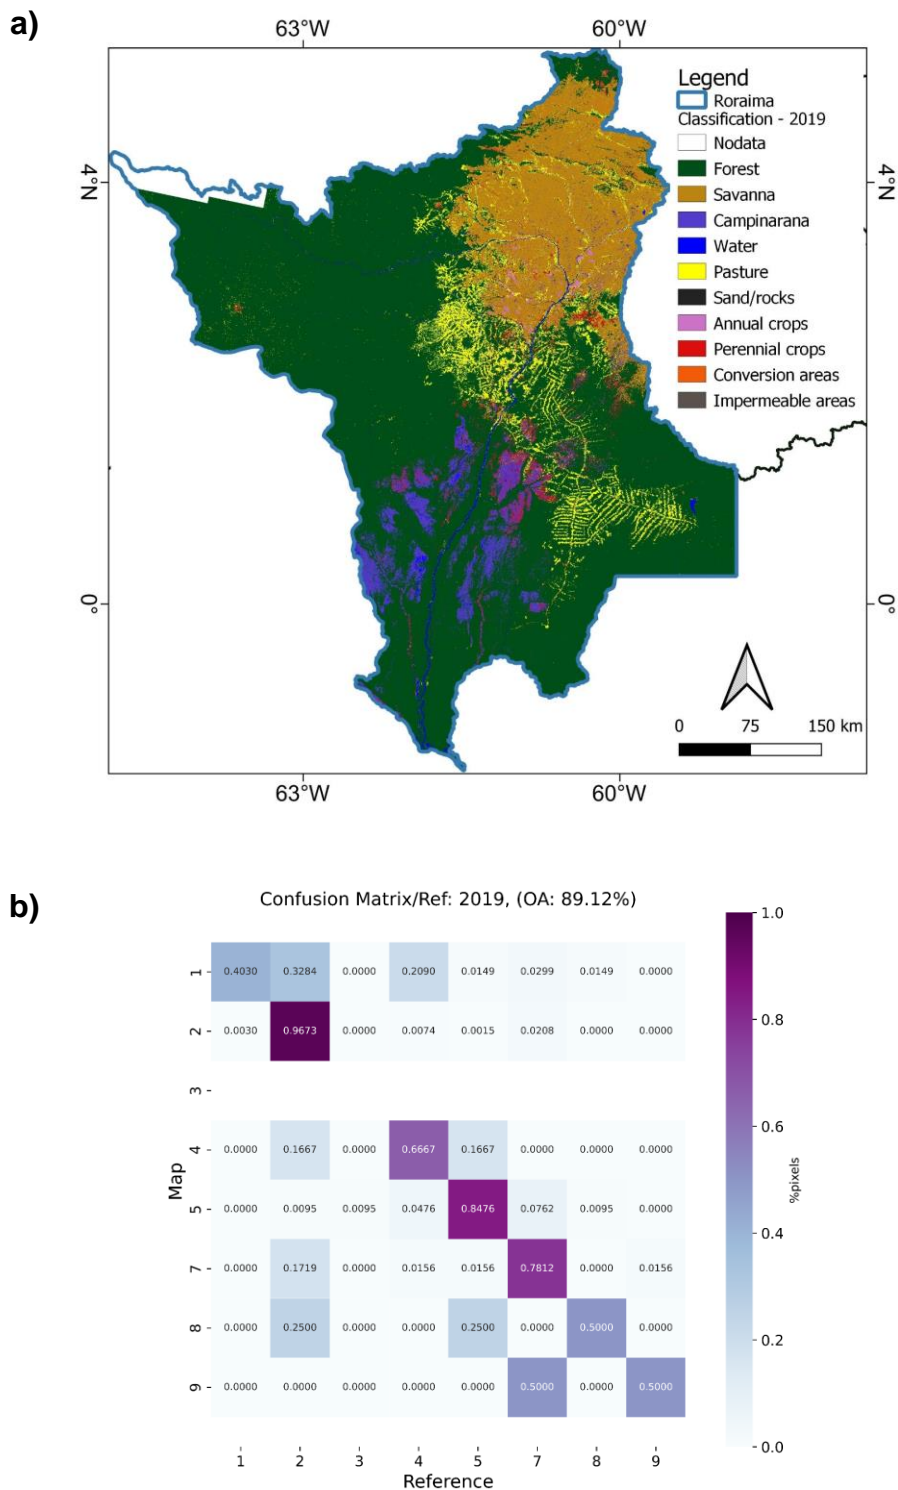 a)
63°W 60°W
4°N 4°N
Legend
Roraima
Classification - 2019
Nodata
Forest
Savanna
Campinarana
Water
Pasture
Sand/rocks
Annual crops
Perennial crops
Conversion areas
Impermeable areas
0° 0°
0 75 150 km
63°W 60°W
b)
Confusion Matrix/Ref: 2019, (OA: 89.12%)
1 0.4030 0.3284 0.0000 0.2090 0.0149 0.0299 0.0149 0.0000
2 0.0030 0.9673 0.0000 0.0074 0.0015 0.0208 0.0000 0.0000
3
4 0.0000 0.1667 0.0000 0.6667 0.1667 0.0000 0.0000 0.0000
5 0.0000 0.0095 0.0095 0.0476 0.8476 0.0762 0.0095 0.0000
7 0.0000 0.1719 0.0000 0.0156 0.0156 0.7812 0.0000 0.0156
8 0.0000 0.2500 0.0000 0.0000 0.2500 0.0000 0.5000 0.0000
9 0.0000 0.0000 0.0000 0.0000 0.0000 0.5000 0.0000 0.5000
Map
1 2 3 4 5 7 8 9
Reference
1.0
0.8
0.6
0.4
0.2
0.0
%pixels